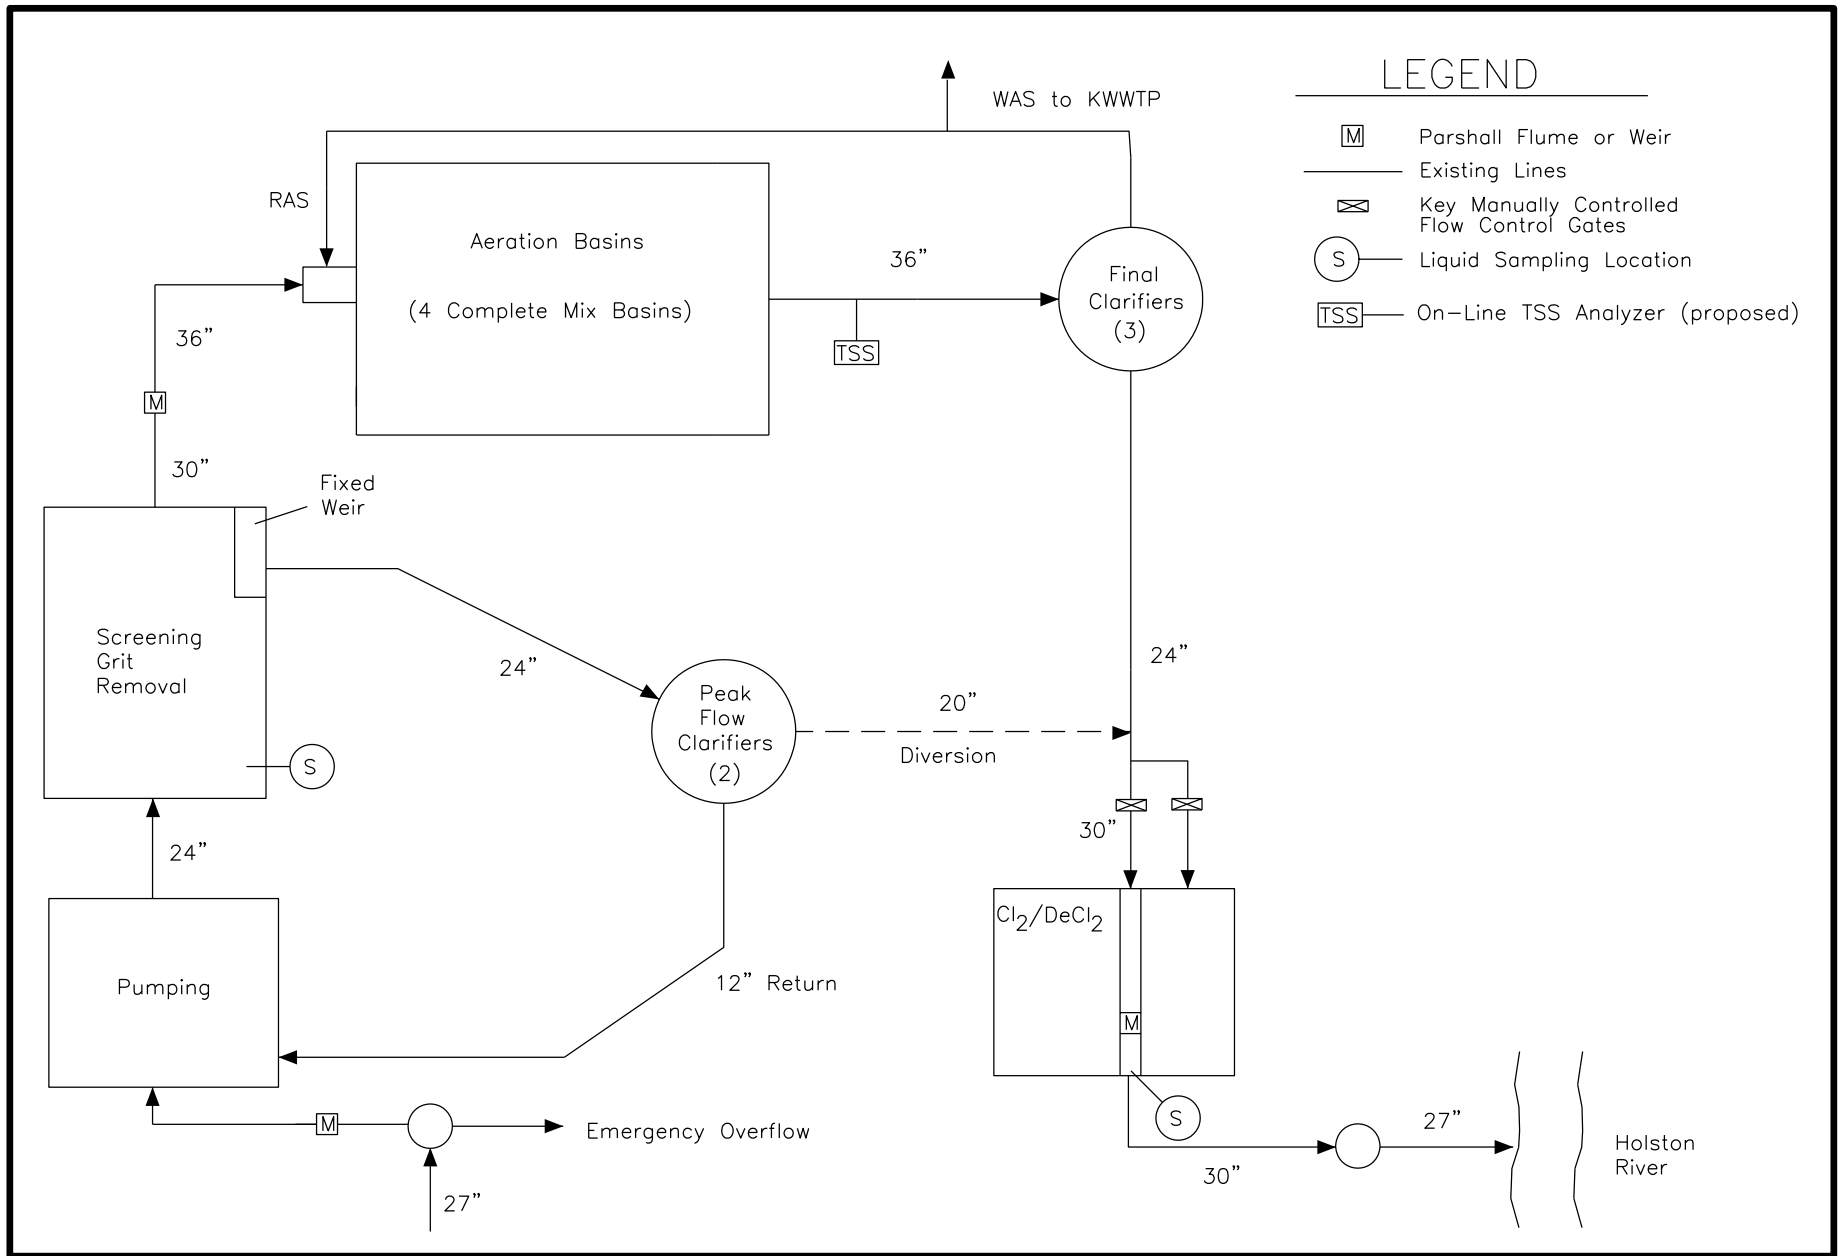 LEGEND
M
Parshall Flume or Weir
Existing Lines
Key Manually Controlled
Flow Control Gates
S
Liquid Sampling Location
TSS
On-Line TSS Analyzer (proposed)
WAS to KWWTP
RAS
Aeration Basins
(4 Complete Mix Basins)
36”
TSS
Final
Clarifiers
(3)
36”
M
30”
Fixed
Weir
Screening
Grit
Removal
S
24”
Peak
Flow
Clarifiers
(2)
20”
Diversion
24”
30”
24”
Pumping
12” Return
Cl2/DeCl2
M
S
M
Emergency Overflow
27”
30”
27”
Holston
River